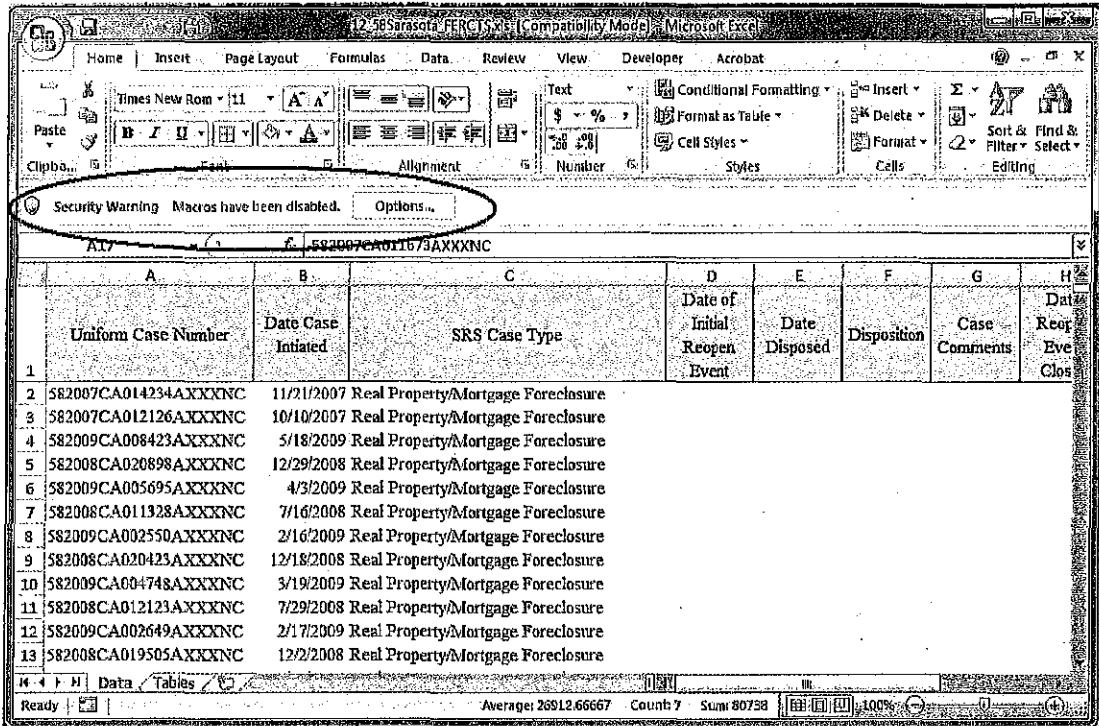 12_58Sarasota_FERCTS.xls [Compatibility Mode] - Microsoft Excel
Home Insert Page Layout Formulas Data Review View Developer Acrobat
Times New Rom 11 A A Text Conditional Formatting Insert Σ
Paste B I U A $ % , Format as Table Delete Sort & Find &
.00 .0 Cell Styles Format Filter Select
Clipbo... Font Alignment Number Styles Cells Editing
Security Warning Macros have been disabled. Options...
A17 fx 582007CA011673AXXXNC
A B C D E F G H
1 Uniform Case Number Date Case Intiated SRS Case Type Date of Initial Reopen Event Date Disposed Disposition Case Comments Dat Reop Eve Clos
2 582007CA014234AXXXNC 11/21/2007 Real Property/Mortgage Foreclosure
3 582007CA012126AXXXNC 10/10/2007 Real Property/Mortgage Foreclosure
4 582009CA008423AXXXNC 5/18/2009 Real Property/Mortgage Foreclosure
5 582008CA020898AXXXNC 12/29/2008 Real Property/Mortgage Foreclosure
6 582009CA005695AXXXNC 4/3/2009 Real Property/Mortgage Foreclosure
7 582008CA011328AXXXNC 7/16/2008 Real Property/Mortgage Foreclosure
8 582009CA002550AXXXNC 2/16/2009 Real Property/Mortgage Foreclosure
9 582008CA020423AXXXNC 12/18/2008 Real Property/Mortgage Foreclosure
10 582009CA004748AXXXNC 3/19/2009 Real Property/Mortgage Foreclosure
11 582008CA012123AXXXNC 7/29/2008 Real Property/Mortgage Foreclosure
12 582009CA002649AXXXNC 2/17/2009 Real Property/Mortgage Foreclosure
13 582008CA019505AXXXNC 12/2/2008 Real Property/Mortgage Foreclosure
Data Tables
Ready Average: 26912.66667 Count: 7 Sum: 80738 100%